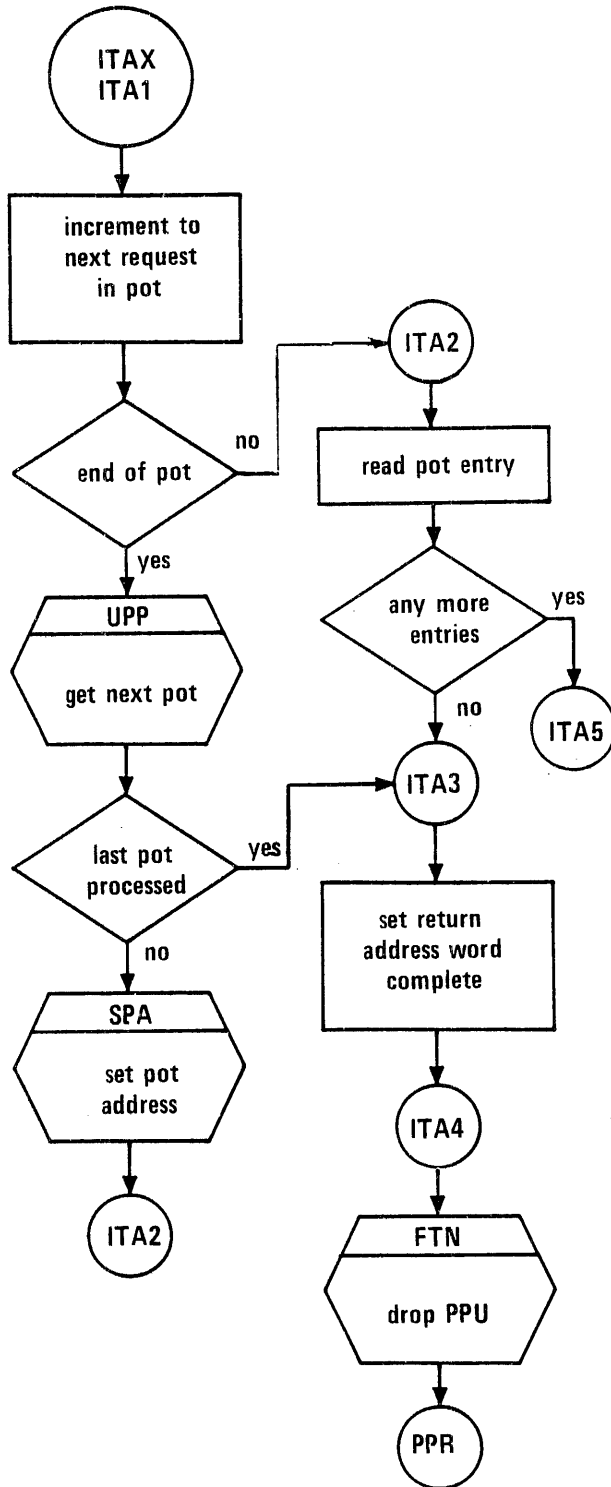 ITAX
ITA1
increment to
next request
in pot
end of pot
no
yes
UPP
get next pot
last pot
processed
yes
no
SPA
set pot
address
ITA2
ITA2
read pot entry
any more
entries
yes
no
ITA5
ITA3
set return
address word
complete
ITA4
FTN
drop PPU
PPR